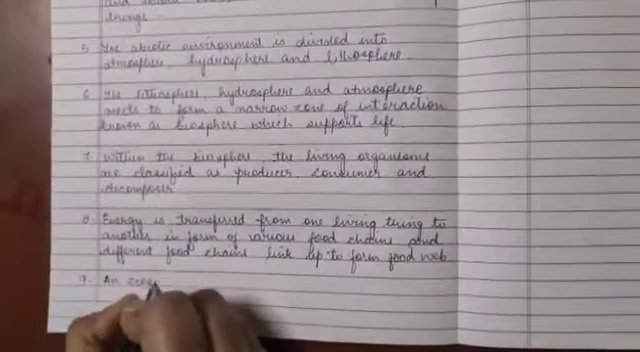 and
things
5. The abiotic environment is divided into
atmosphere, hydrosphere and lithosphere.
6. The lithosphere, hydrosphere and atmosphere
meets to form a narrow zone of interaction
known as biosphere which supports life
7. Within the biosphere, the living organisms
are classified as producer, consumer and
decomposer
8. Energy is transferred from one living thing to
another in form of various food chains and
different food chains link up to form food web
9. An